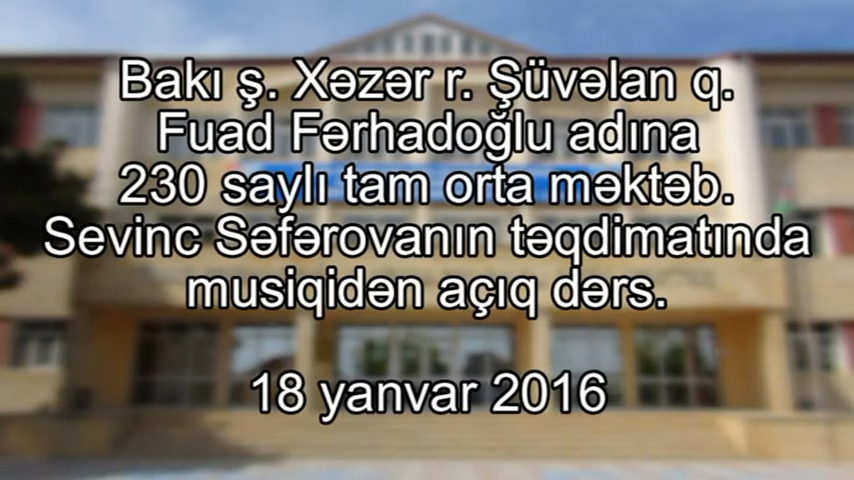 Bakı ş. Xəzər r. Şüvəlan q.
Fuad Fərhadoğlu adına
230 saylı tam orta məktəb.
Sevinc Səfərovanın təqdimatında
musiqidən açıq dərs.
18 yanvar 2016